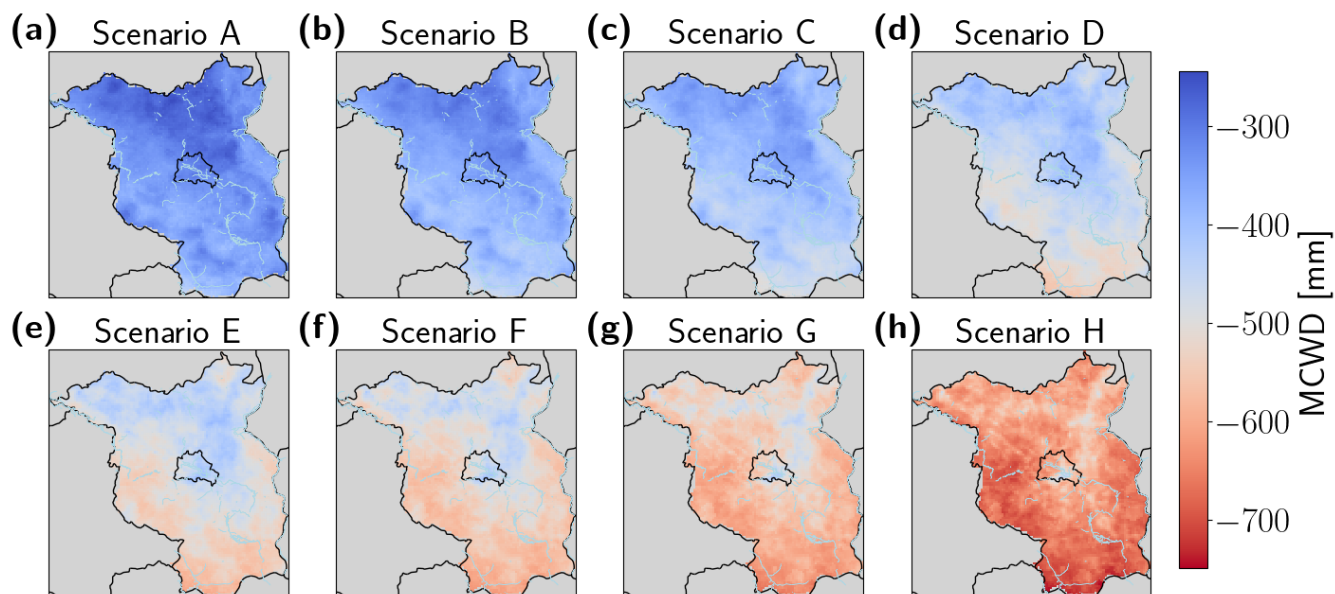 (a) Scenario A
(b) Scenario B
(c) Scenario C
(d) Scenario D
(e) Scenario E
(f) Scenario F
(g) Scenario G
(h) Scenario H
−300
−400
−500
−600
−700
MCWD [mm]